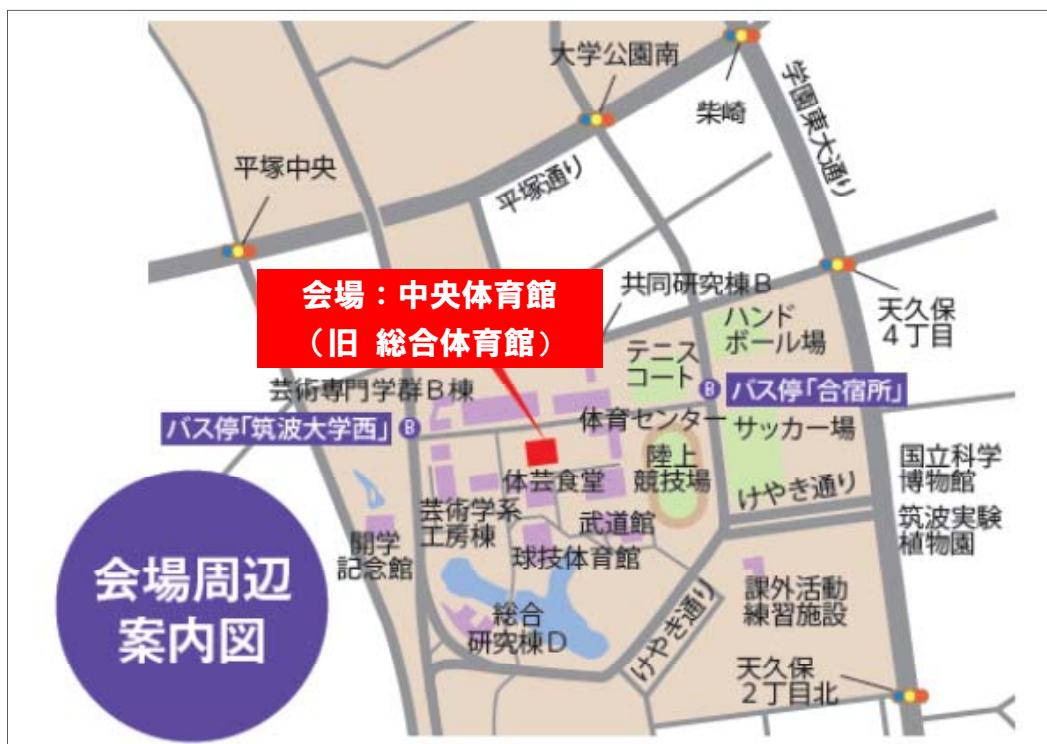 大学公園南
柴崎
学園東大通り
平塚中央
平塚通り
会場：中央体育館
（旧 総合体育館）
共同研究棟B
ハンド
ボール場
天久保
4丁目
テニス
コート
芸術専門学群B棟
バス停「筑波大学西」
B
B
バス停「合宿所」
体育センター
サッカー場
陸上
競技場
体芸食堂
けやき通り
国立科学
博物館
筑波実験
植物園
芸術学系
工房棟
武道館
球技体育館
開学
記念館
会場周辺
案内図
総合
研究棟D
けやき通り
課外活動
練習施設
天久保
2丁目北